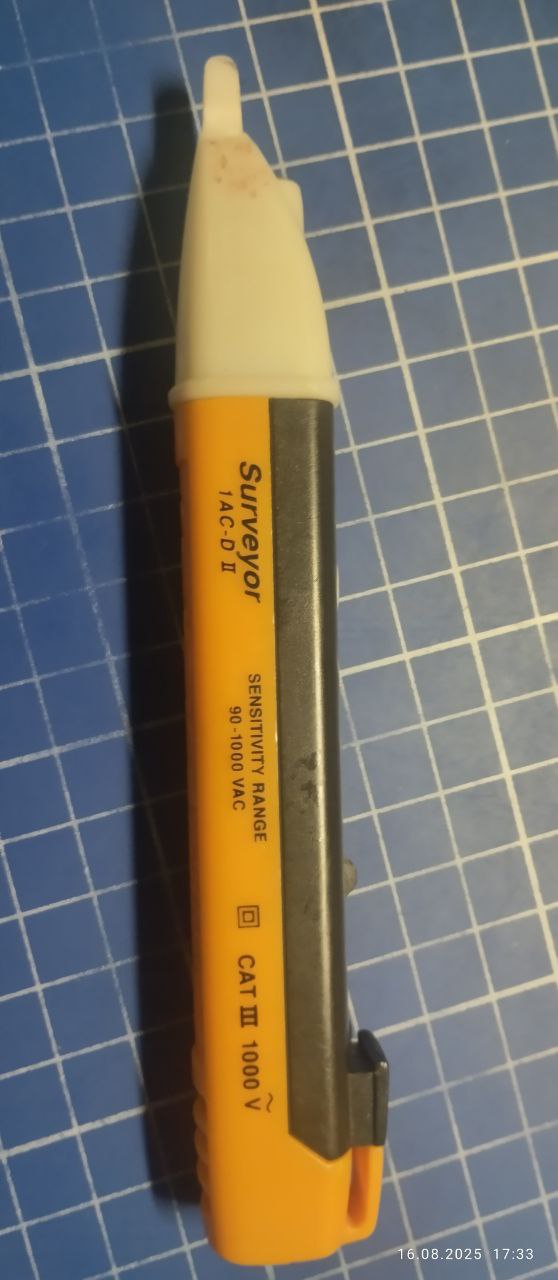 Surveyor
1AC-D II
SENSITIVITY RANGE
90-1000 VAC
CAT III 1000 V~
16.08.2025 17:33